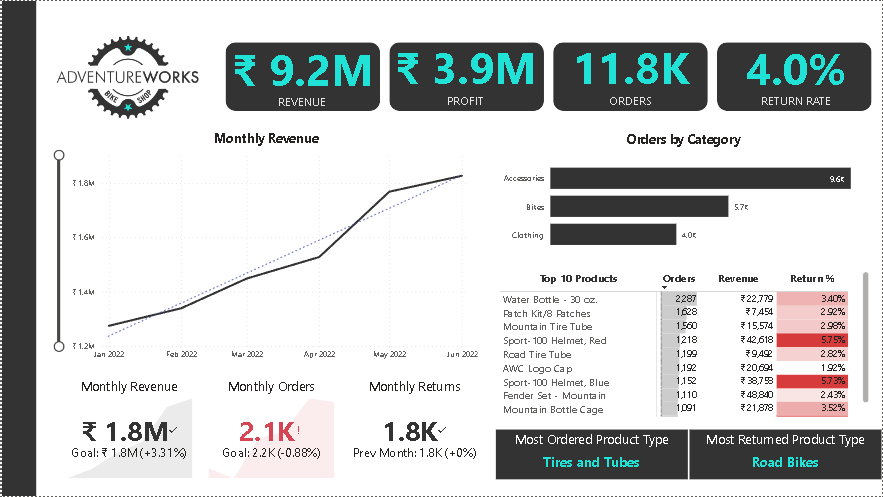 ADVENTUREWORKS
BIKE SHOP
₹ 9.2M
REVENUE
₹ 3.9M
PROFIT
11.8K
ORDERS
4.0%
RETURN RATE
Monthly Revenue
₹ 1.8M
₹ 1.6M
₹ 1.4M
₹ 1.2M
Jan 2022 Feb 2022 Mar 2022 Apr 2022 May 2022 Jun 2022
Orders by Category
Accessories 9.6K
Bikes 5.7K
Clothing 4.0K
Top 10 Products Orders Revenue Return %
Water Bottle - 30 oz. 2,287 ₹22,779 3.40%
Patch Kit/8 Patches 1,628 ₹7,454 2.92%
Mountain Tire Tube 1,560 ₹15,574 2.98%
Sport-100 Helmet, Red 1,218 ₹42,618 5.75%
Road Tire Tube 1,199 ₹9,492 2.82%
AWC Logo Cap 1,192 ₹20,694 1.92%
Sport-100 Helmet, Blue 1,152 ₹38,753 5.73%
Fender Set - Mountain 1,110 ₹48,840 2.43%
Mountain Bottle Cage 1,091 ₹21,878 3.52%
Monthly Revenue
₹ 1.8M✓
Goal: ₹ 1.8M (+3.31%)
Monthly Orders
2.1K!
Goal: 2.2K (-0.88%)
Monthly Returns
1.8K✓
Prev Month: 1.8K (+0%)
Most Ordered Product Type
Tires and Tubes
Most Returned Product Type
Road Bikes